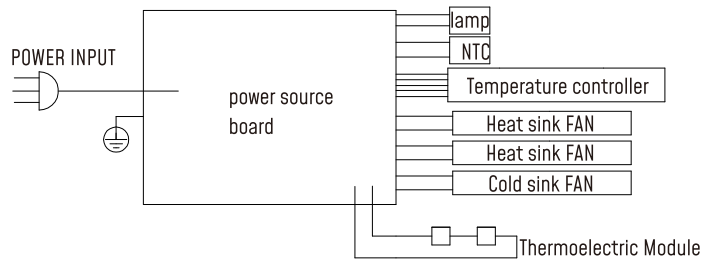 lamp
POWER INPUT
NTC
Temperature controller
power source
board
Heat sink FAN
Heat sink FAN
Cold sink FAN
Thermoelectric Module